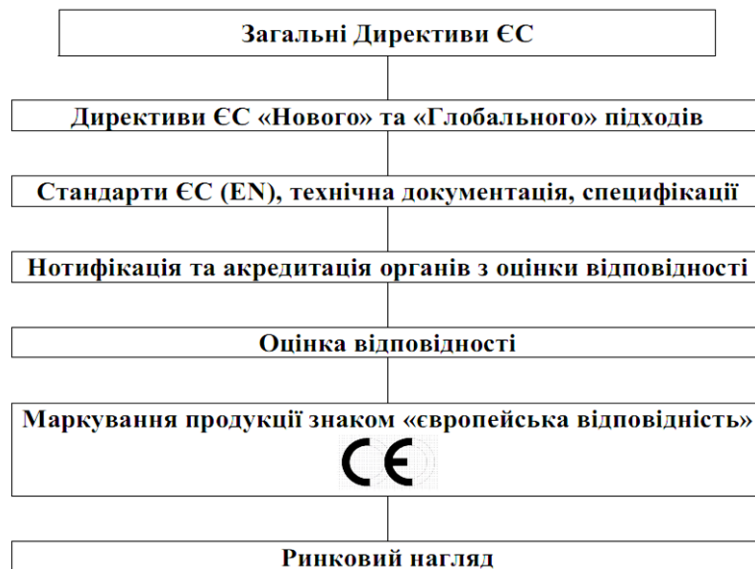 Загальні Директиви ЄС
Директиви ЄС «Нового» та «Глобального» підходів
Стандарти ЄС (EN), технічна документація, специфікації
Нотифікація та акредитація органів з оцінки відповідності
Оцінка відповідності
Маркування продукції знаком «європейська відповідність»
CE
Ринковий нагляд